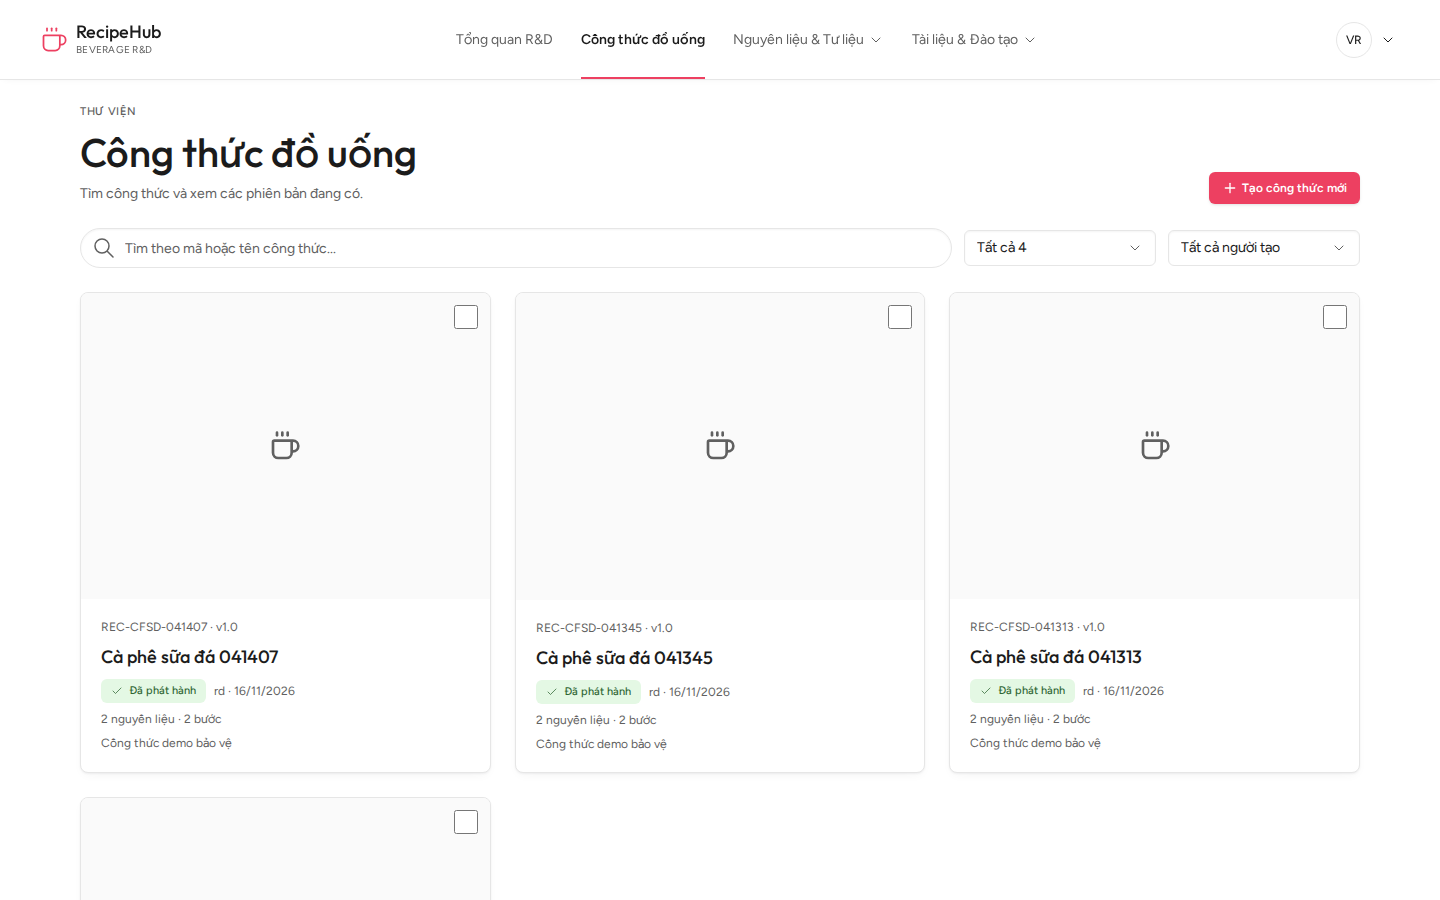 RecipeHub
BEVERAGE R&D
Tổng quan R&D
Công thức đồ uống
Nguyên liệu & Tư liệu
Tài liệu & Đào tạo
VR
THƯ VIỆN
Công thức đồ uống
Tìm công thức và xem các phiên bản đang có.
Tạo công thức mới
Tìm theo mã hoặc tên công thức...
Tất cả 4
Tất cả người tạo
REC-CFSD-041407 · v1.0
Cà phê sữa đá 041407
Đã phát hành
rd · 16/11/2026
2 nguyên liệu · 2 bước
Công thức demo bảo vệ
REC-CFSD-041345 · v1.0
Cà phê sữa đá 041345
Đã phát hành
rd · 16/11/2026
2 nguyên liệu · 2 bước
Công thức demo bảo vệ
REC-CFSD-041313 · v1.0
Cà phê sữa đá 041313
Đã phát hành
rd · 16/11/2026
2 nguyên liệu · 2 bước
Công thức demo bảo vệ